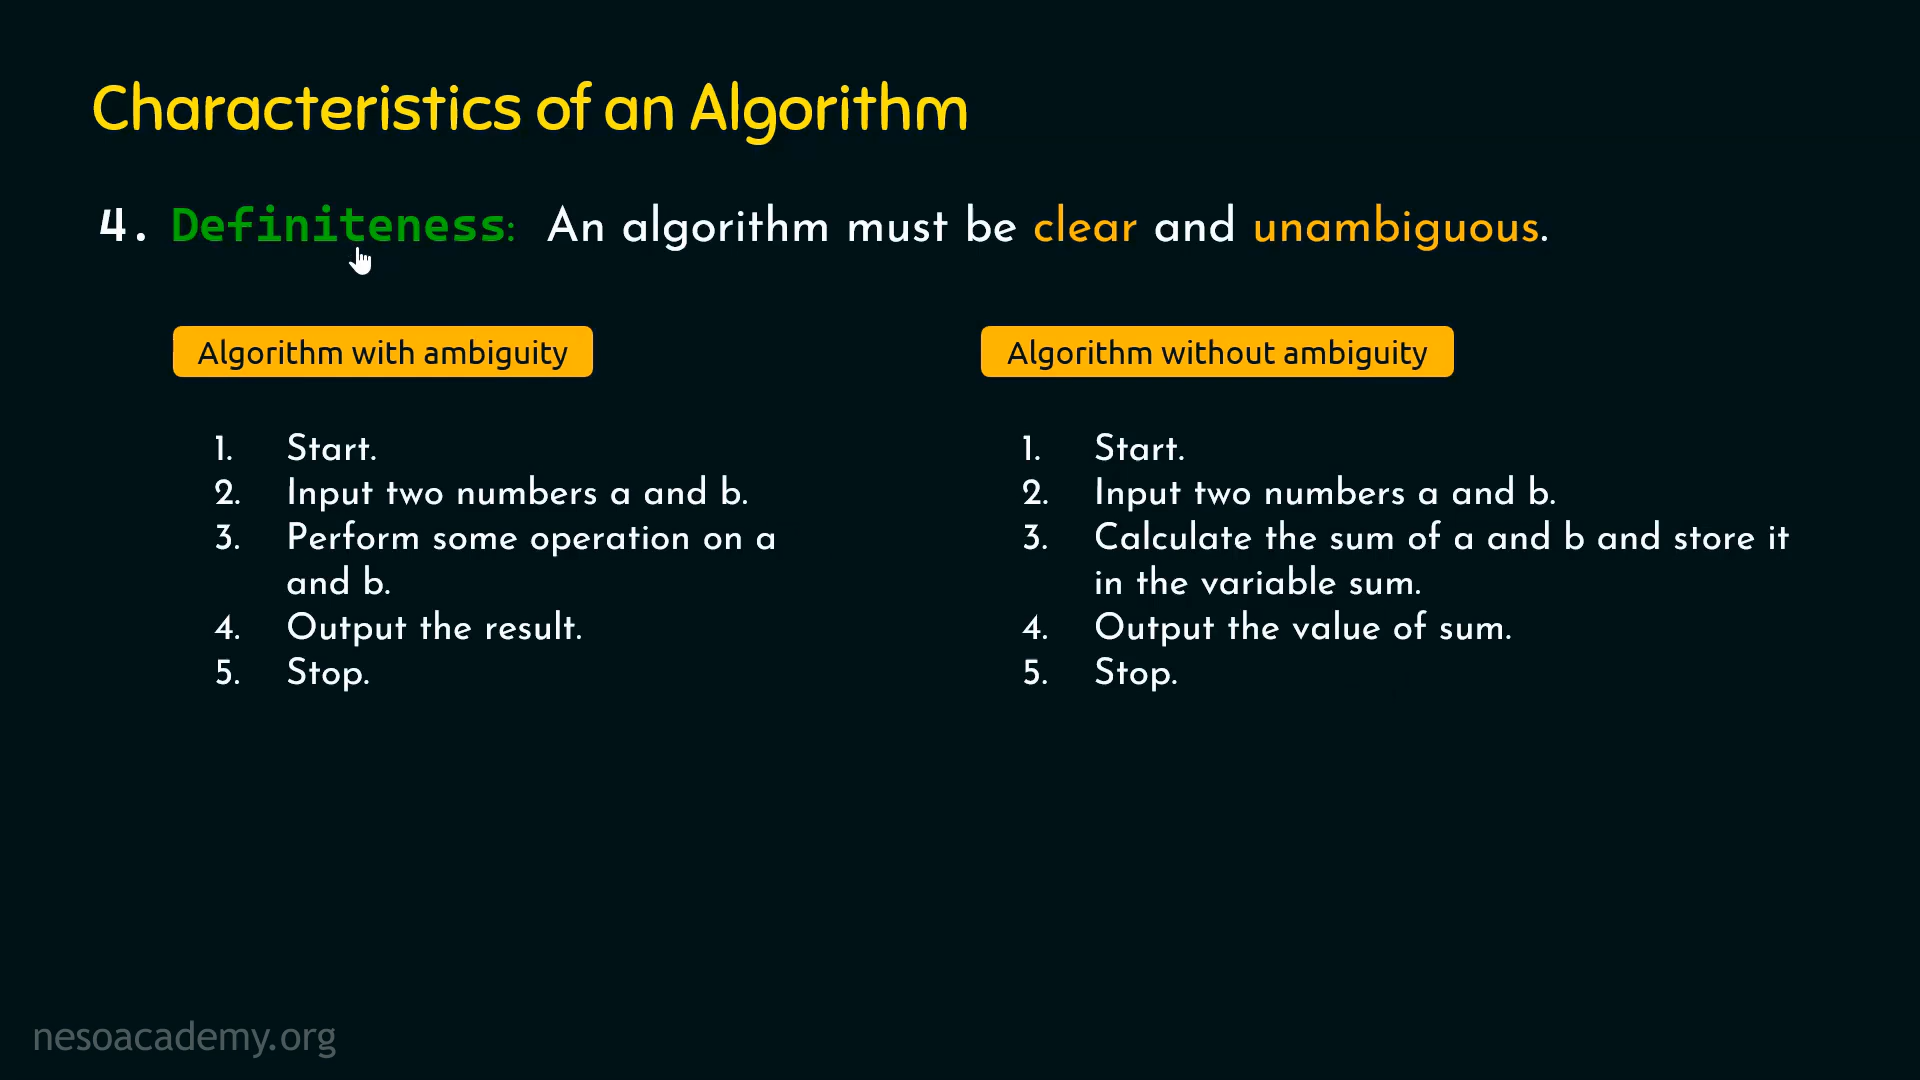 Characteristics of an Algorithm
4. Definiteness: An algorithm must be clear and unambiguous.
Algorithm with ambiguity
1. Start.
2. Input two numbers a and b.
3. Perform some operation on a
and b.
4. Output the result.
5. Stop.
Algorithm without ambiguity
1. Start.
2. Input two numbers a and b.
3. Calculate the sum of a and b and store it
in the variable sum.
4. Output the value of sum.
5. Stop.
nesoacademy.org